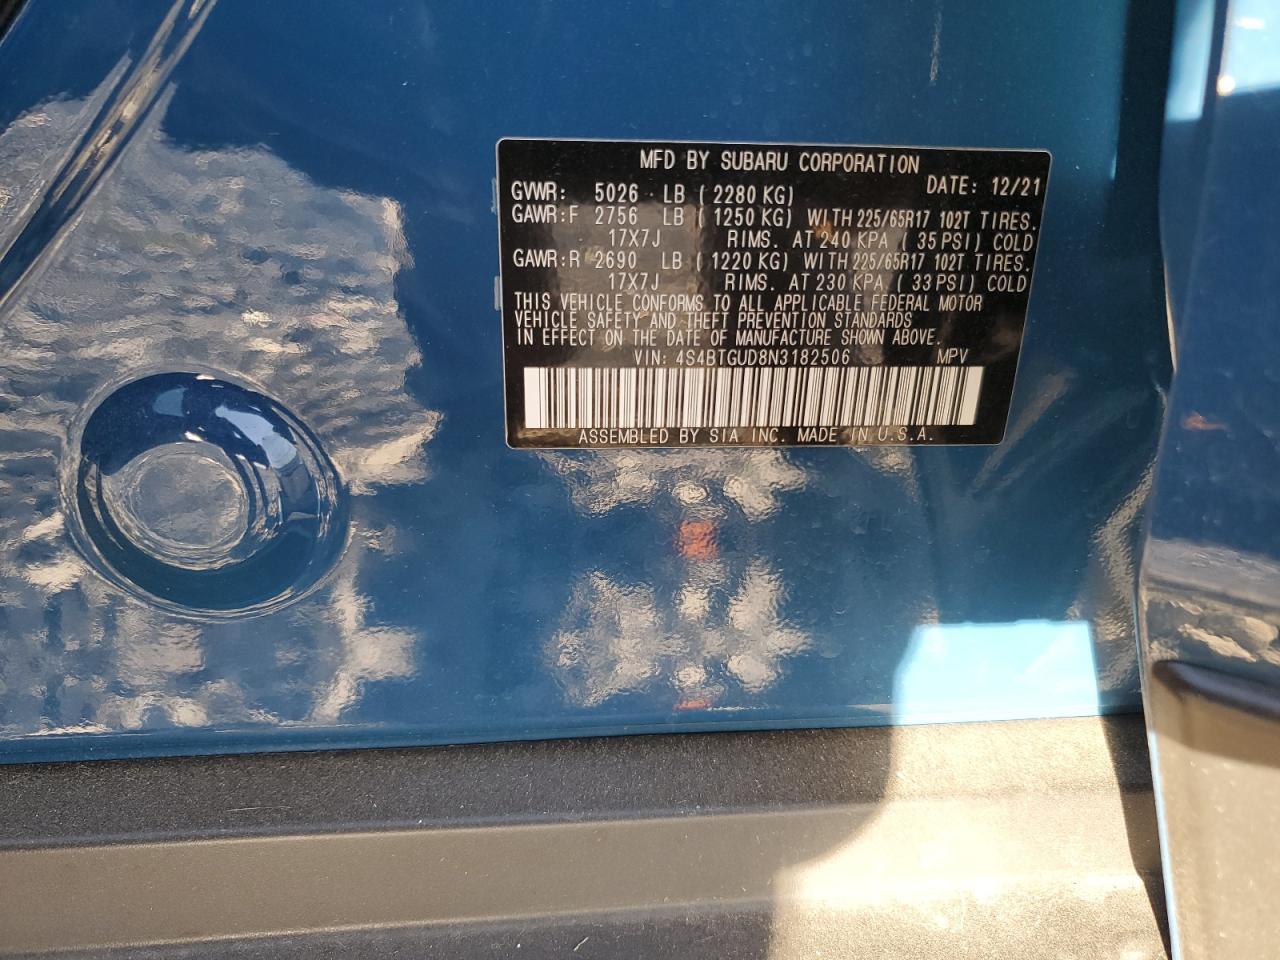 MFD BY SUBARU CORPORATION
DATE: 12/21
GVWR: 5026 LB ( 2280 KG)
GAWR:F 2756 LB ( 1250 KG) WITH 225/65R17 102T TIRES.
17X7J RIMS. AT 240 KPA ( 35 PSI) COLD
GAWR:R 2690 LB ( 1220 KG) WITH 225/65R17 102T TIRES.
17X7J RIMS. AT 230 KPA ( 33 PSI) COLD
THIS VEHICLE CONFORMS TO ALL APPLICABLE FEDERAL MOTOR
VEHICLE SAFETY AND THEFT PREVENTION STANDARDS
IN EFFECT ON THE DATE OF MANUFACTURE SHOWN ABOVE.
VIN: 4S4BTGUD8N3182506 MPV
ASSEMBLED BY SIA INC. MADE IN U.S.A.